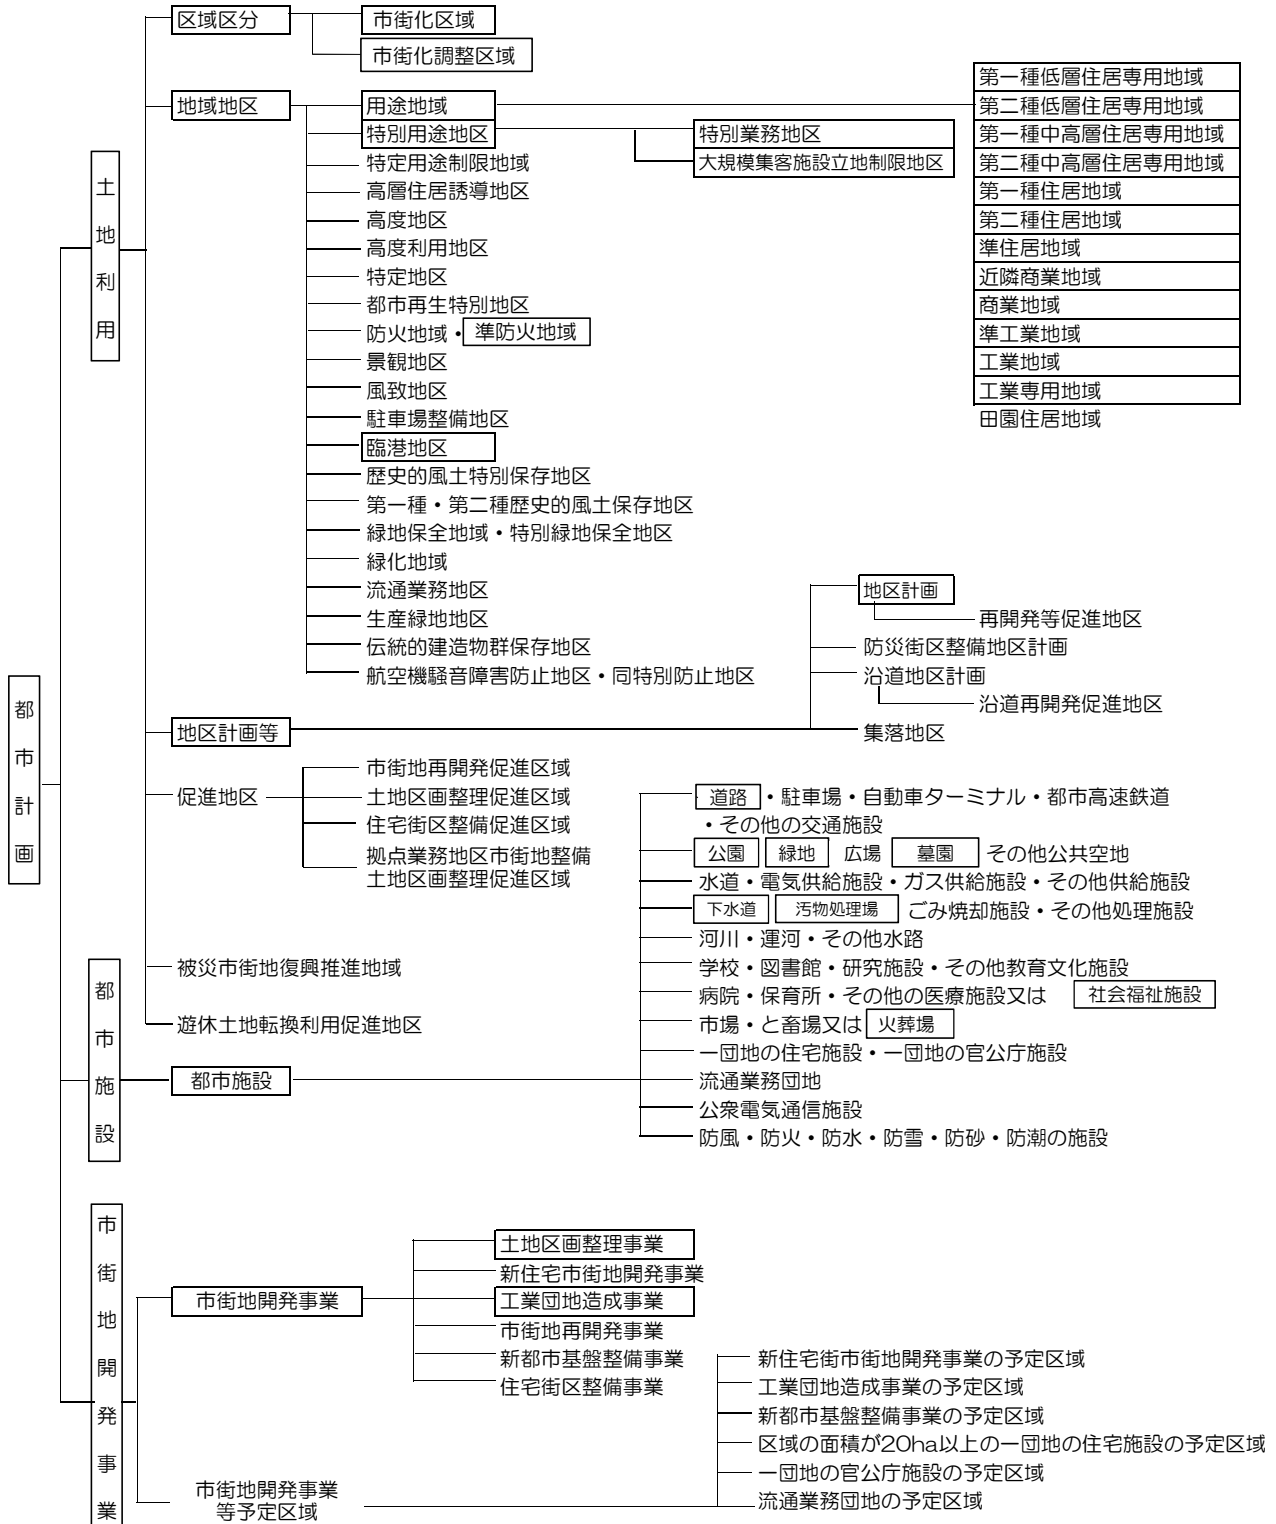 都市計画
土地利用
区域区分
市街化区域
市街化調整区域
地域地区
用途地域
第一種低層住居専用地域
第二種低層住居専用地域
第一種中高層住居専用地域
第二種中高層住居専用地域
第一種住居地域
第二種住居地域
準住居地域
近隣商業地域
商業地域
準工業地域
工業地域
工業専用地域
田園住居地域
特別用途地区
特別業務地区
大規模集客施設立地制限地区
特定用途制限地域
高層住居誘導地区
高度地区
高度利用地区
特定地区
都市再生特別地区
防火地域・準防火地域
景観地区
風致地区
駐車場整備地区
臨港地区
歴史的風土特別保存地区
第一種・第二種歴史的風土保存地区
緑地保全地域・特別緑地保全地区
緑化地域
流通業務地区
生産緑地地区
伝統的建造物群保存地区
航空機騒音障害防止地区・同特別防止地区
地区計画等
地区計画
再開発等促進地区
防災街区整備地区計画
沿道地区計画
沿道再開発促進地区
集落地区
促進地区
市街地再開発促進区域
土地区画整理促進区域
住宅街区整備促進区域
拠点業務地区市街地整備
土地区画整理促進区域
被災市街地復興推進地域
遊休土地転換利用促進地区
都市施設
都市施設
道路・駐車場・自動車ターミナル・都市高速鉄道
・その他の交通施設
公園 緑地 広場 墓園 その他公共空地
水道・電気供給施設・ガス供給施設・その他供給施設
下水道 汚物処理場 ごみ焼却施設・その他処理施設
河川・運河・その他水路
学校・図書館・研究施設・その他教育文化施設
病院・保育所・その他の医療施設又は 社会福祉施設
市場・と畜場又は 火葬場
一団地の住宅施設・一団地の官公庁施設
流通業務団地
公衆電気通信施設
防風・防火・防水・防雪・防砂・防潮の施設
市街地開発事業
市街地開発事業
土地区画整理事業
新住宅市街地開発事業
工業団地造成事業
市街地再開発事業
新都市基盤整備事業
住宅街区整備事業
市街地開発事業
等予定区域
新住宅街市街地開発事業の予定区域
工業団地造成事業の予定区域
新都市基盤整備事業の予定区域
区域の面積が20ha以上の一団地の住宅施設の予定区域
一団地の官公庁施設の予定区域
流通業務団地の予定区域